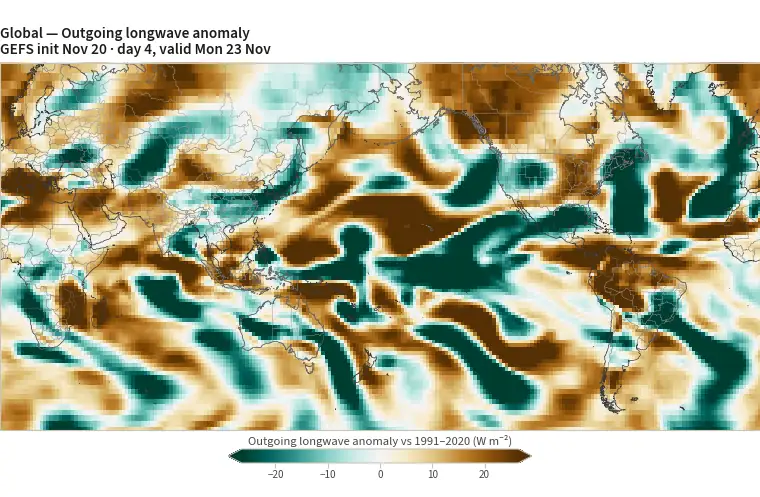 Global — Outgoing longwave anomaly
GEFS init Nov 20 · day 4, valid Mon 23 Nov
Outgoing longwave anomaly vs 1991–2020 (W m⁻²)
−20 −10 0 10 20